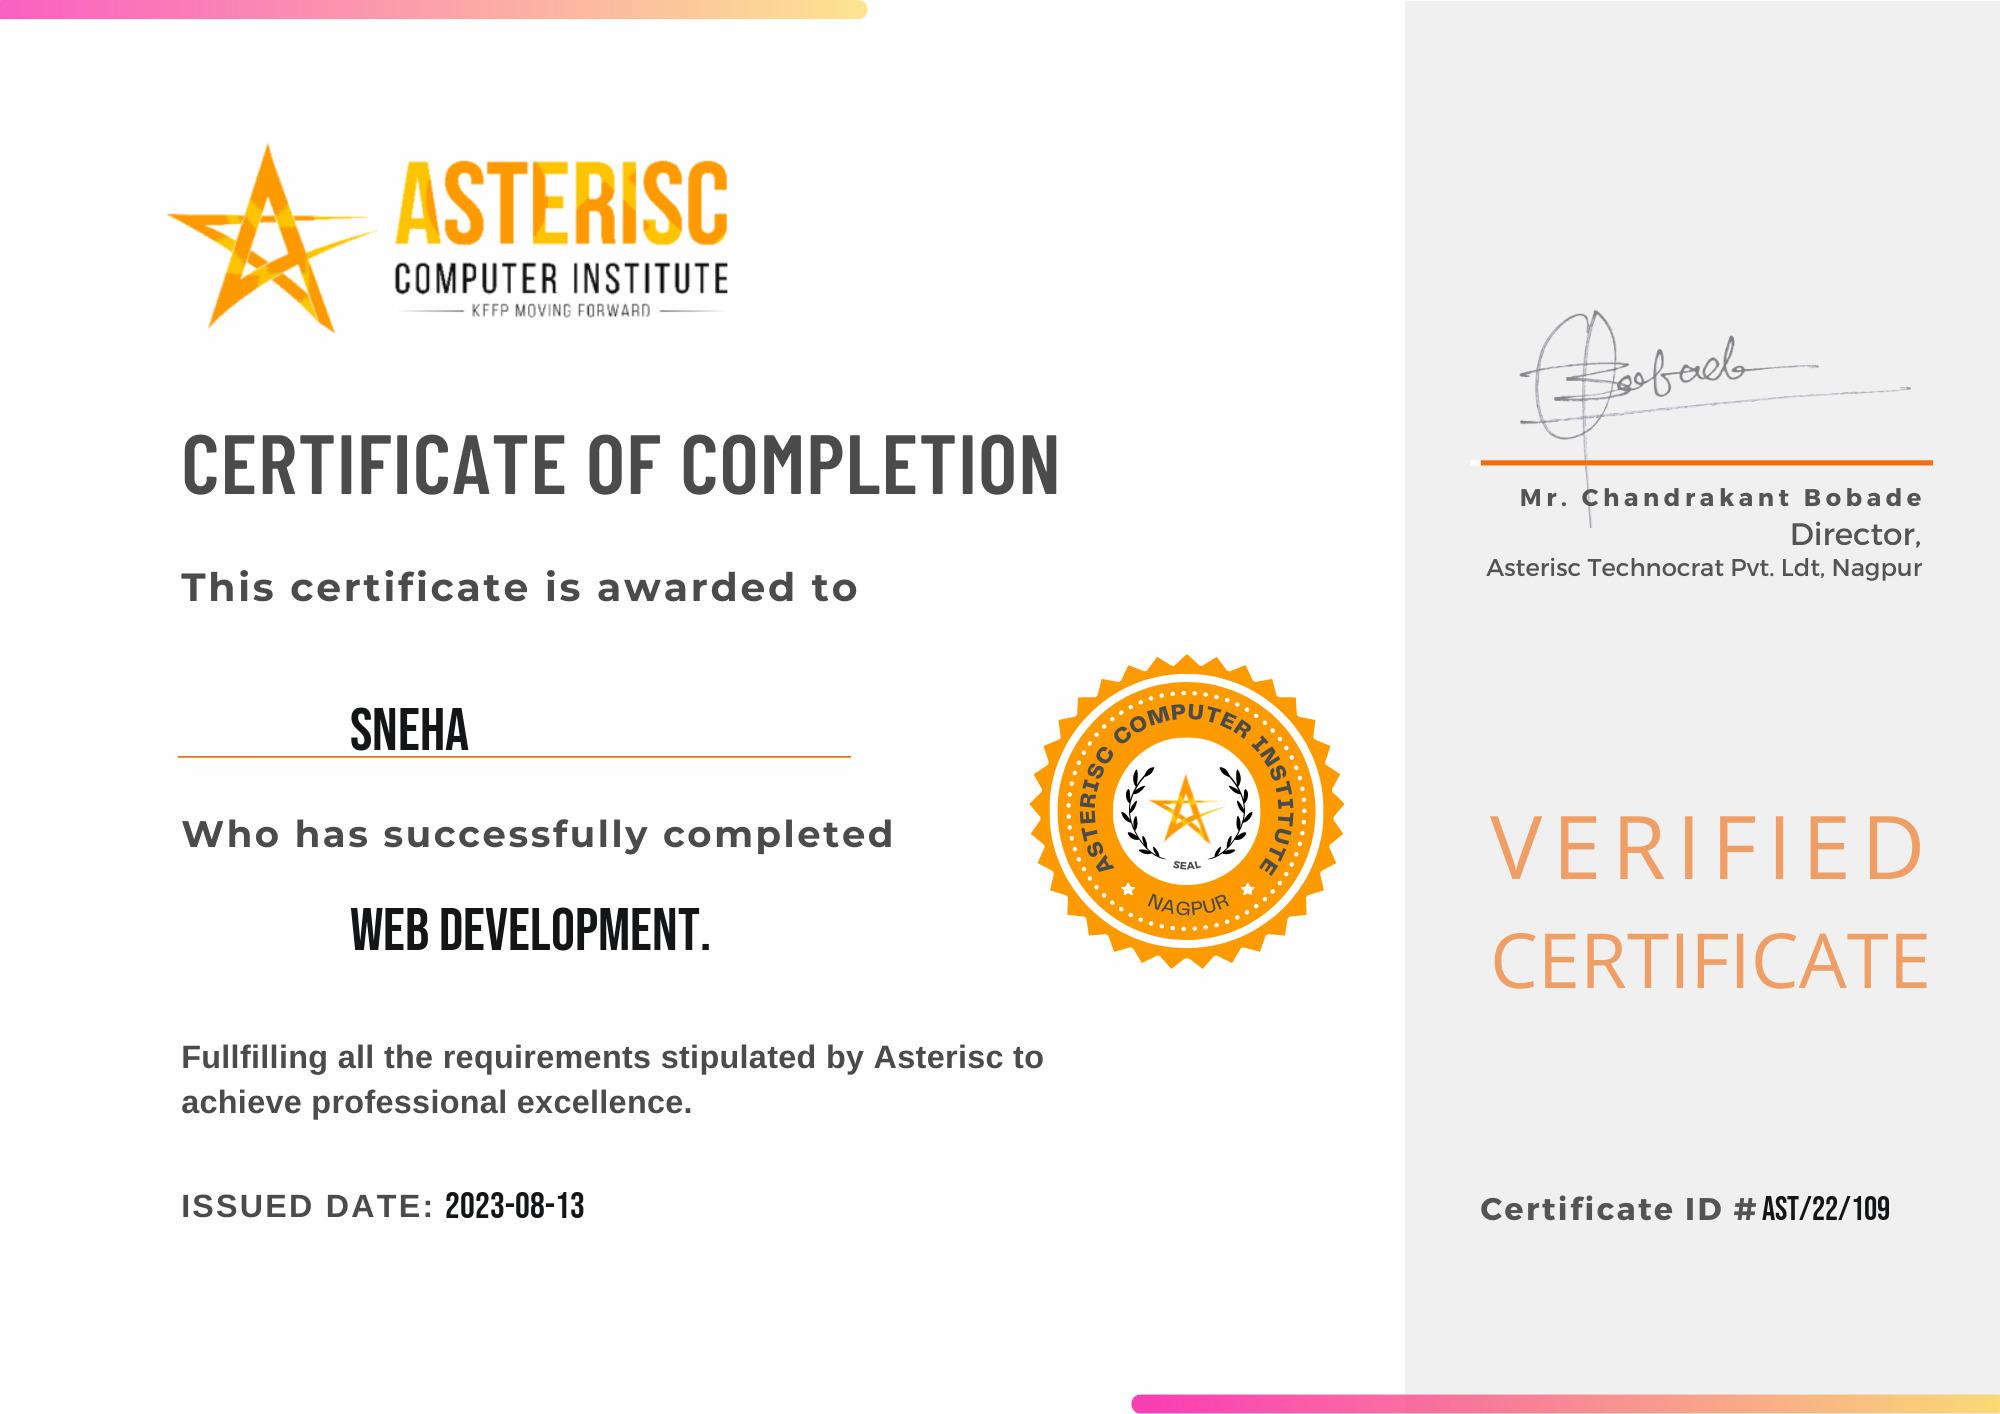 ASTERISC
COMPUTER INSTITUTE
KFFP MOVING FORWARD
CERTIFICATE OF COMPLETION
This certificate is awarded to
SNEHA
Who has successfully completed
WEB DEVELOPMENT.
Fullfilling all the requirements stipulated by Asterisc to
achieve professional excellence.
ISSUED DATE: 2023-08-13
ASTERISC COMPUTER INSTITUTE
SEAL
NAGPUR
Bobade
Mr. Chandrakant Bobade
Director,
Asterisc Technocrat Pvt. Ldt, Nagpur
VERIFIED
CERTIFICATE
Certificate ID # AST/22/109